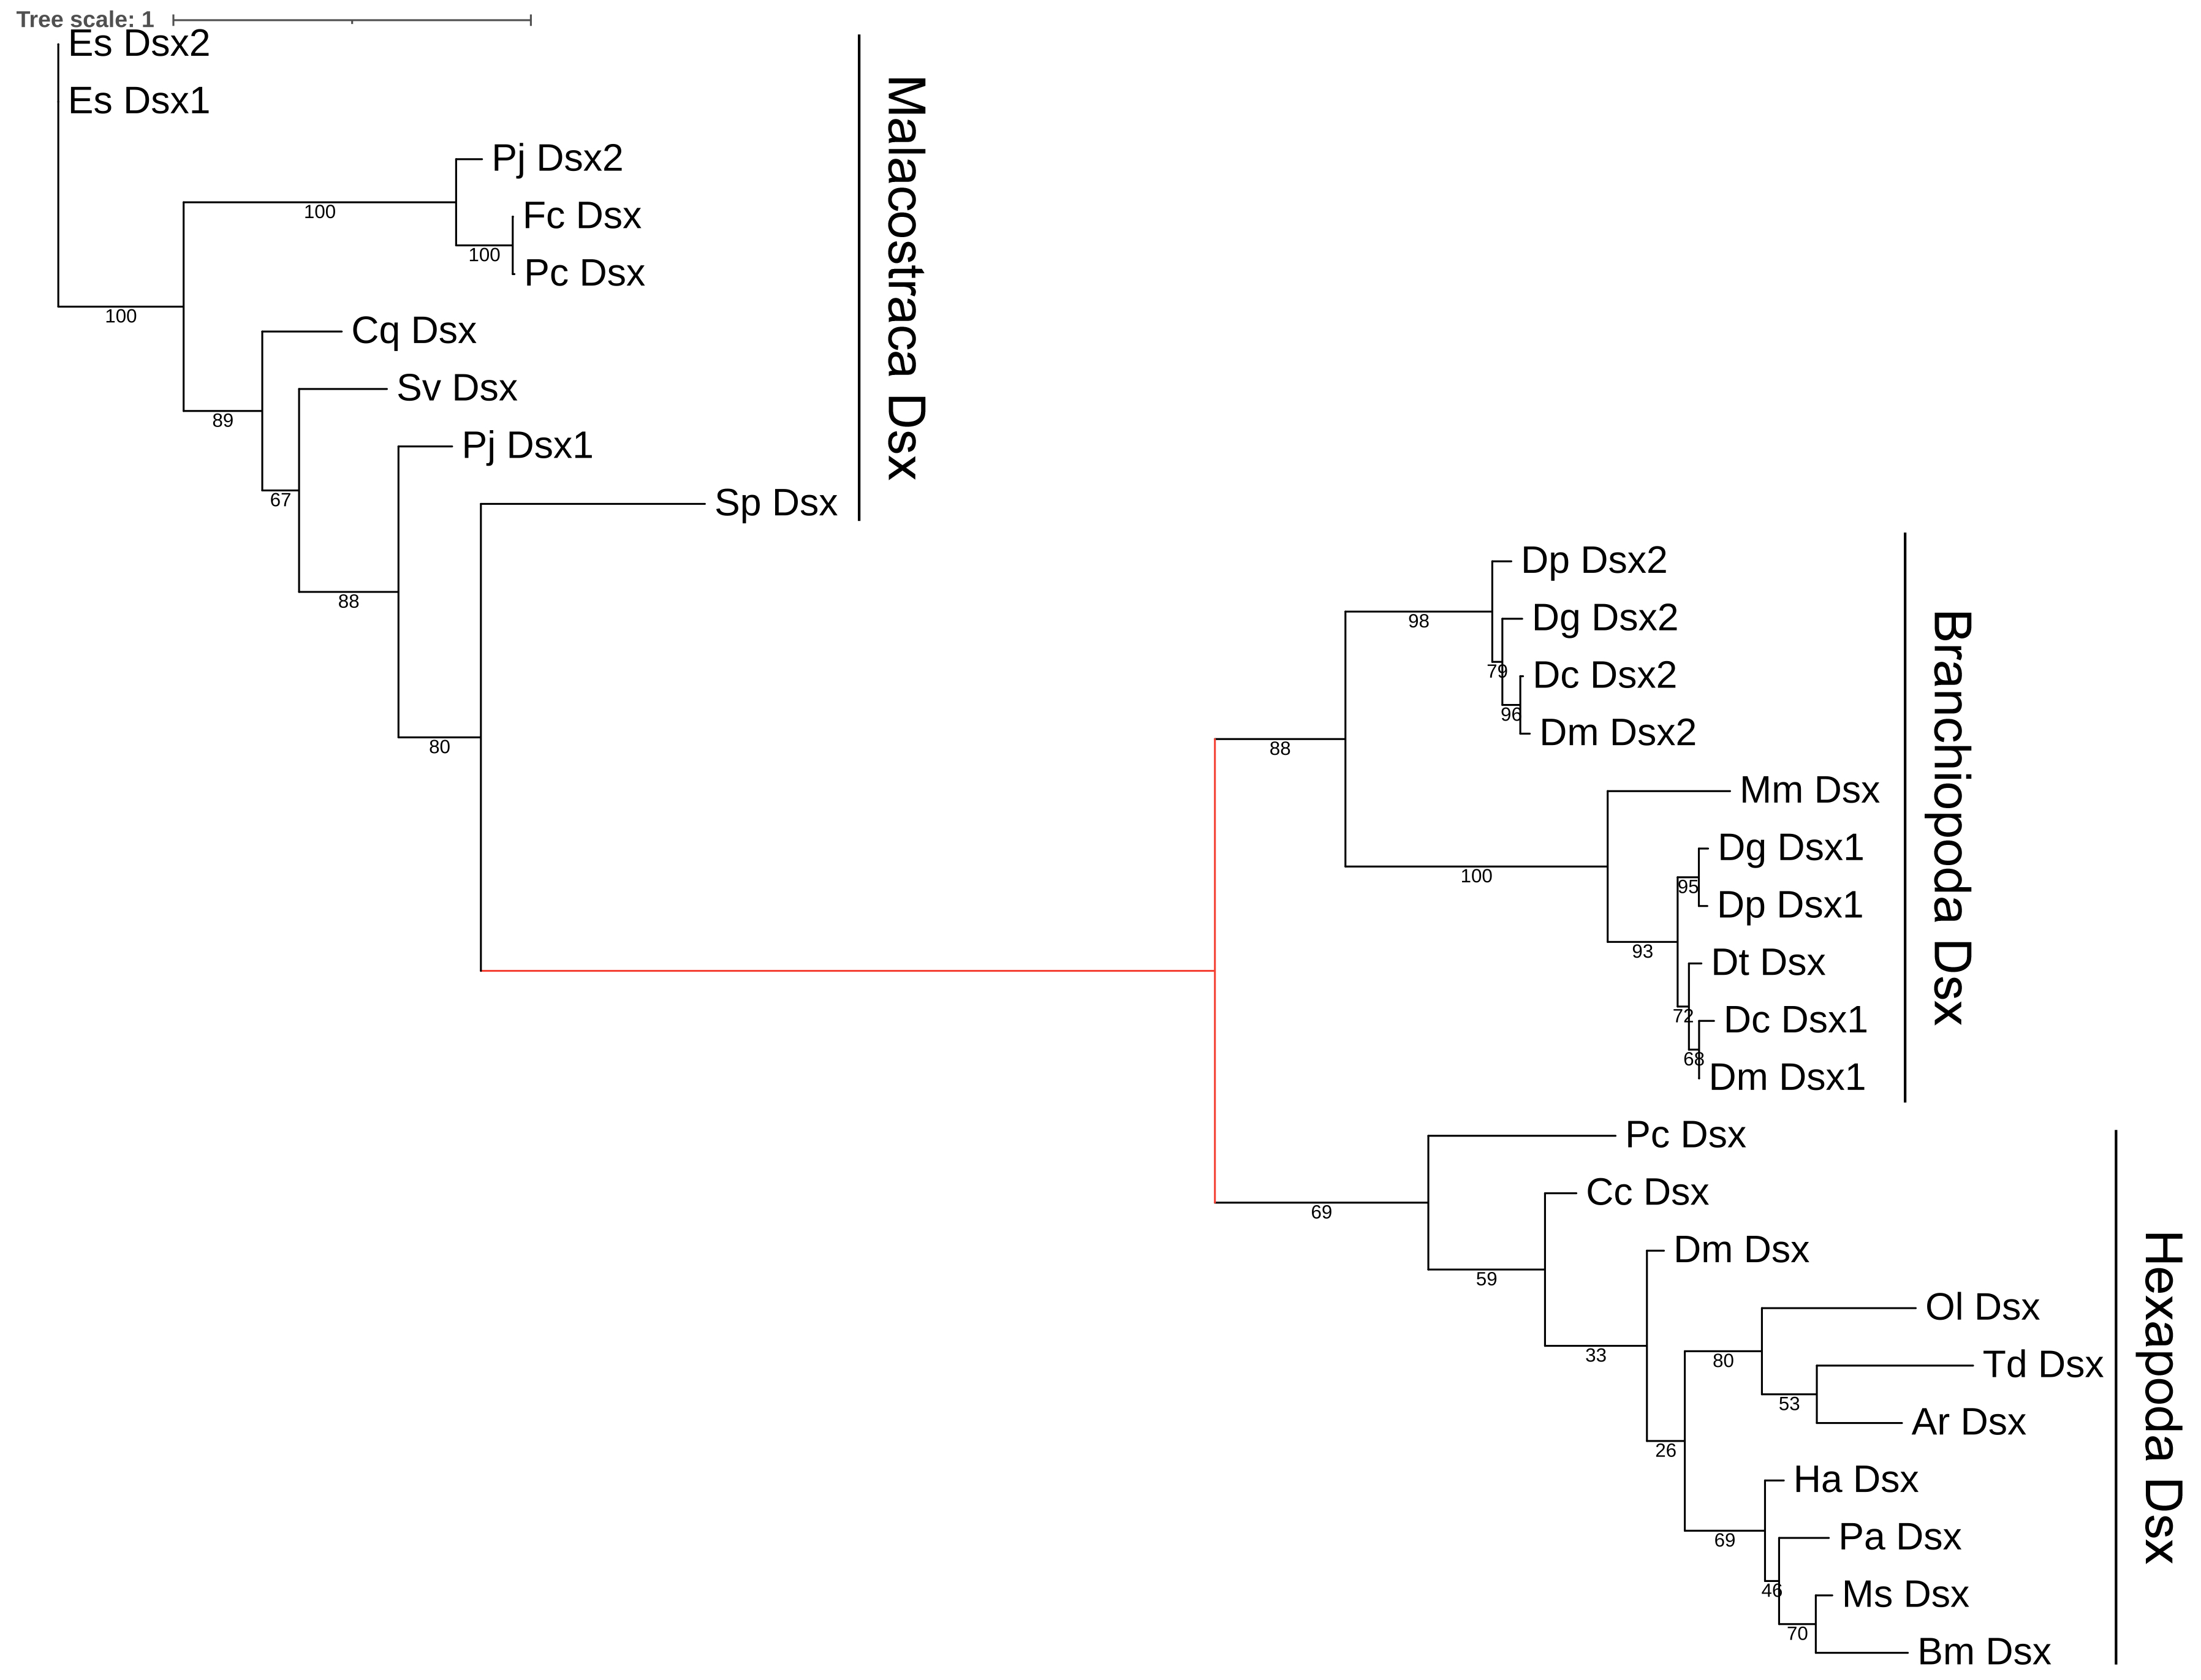 Tree scale: 1
Es Dsx2
Es Dsx1
Pj Dsx2
100
Fc Dsx
100
Pc Dsx
100
Cq Dsx
89
Sv Dsx
67
Pj Dsx1
88
Sp Dsx
80
Malacostraca Dsx
Dp Dsx2
98
Dg Dsx2
79
Dc Dsx2
96
Dm Dsx2
88
Mm Dsx
100
Dg Dsx1
95
Dp Dsx1
93
Dt Dsx
72
Dc Dsx1
68
Dm Dsx1
Branchiopoda Dsx
Pc Dsx
69
Cc Dsx
59
Dm Dsx
33
Ol Dsx
80
Td Dsx
53
Ar Dsx
26
Ha Dsx
69
Pa Dsx
46
Ms Dsx
70
Bm Dsx
Hexapoda Dsx